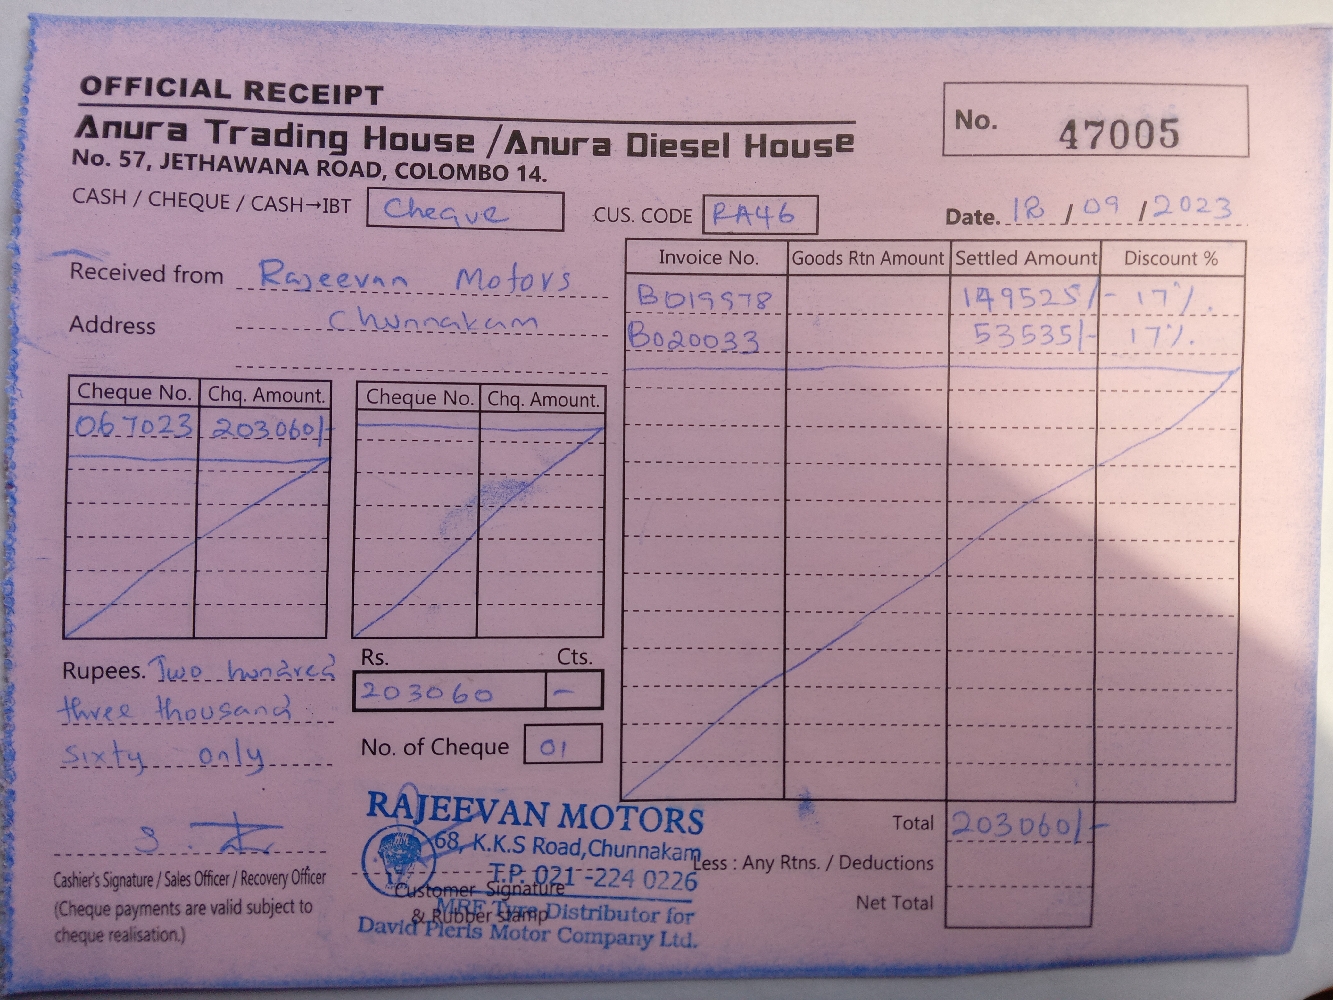 OFFICIAL RECEIPT
Anura Trading House / Anura Diesel House
No. 57, JETHAWANA ROAD, COLOMBO 14.
No. 47005
CASH / CHEQUE / CASH→IBT Cheque CUS. CODE RA46 Date. 18 / 09 / 2023
Received from Rajeevan Motors
Address Chunnakam
Invoice No. Goods Rtn Amount Settled Amount Discount %
B019978 149525/- 17%.
B020033 53535/- 17%.
Cheque No. Chq. Amount. Cheque No. Chq. Amount.
067023 203060/-
Rupees. Two hundred
three thousand
sixty only
Rs. Cts.
203060 –
No. of Cheque 01
Total 203060/-
Less : Any Rtns. / Deductions
Net Total
Cashier's Signature / Sales Officer / Recovery Officer
(Cheque payments are valid subject to
cheque realisation.)
RAJEEVAN MOTORS
68, K.K.S Road,Chunnakam
T.P. 021 -224 0226
MRF Tyre Distributor for
David Pieris Motor Company Ltd.
Customer Signature
& Rubber Stamp